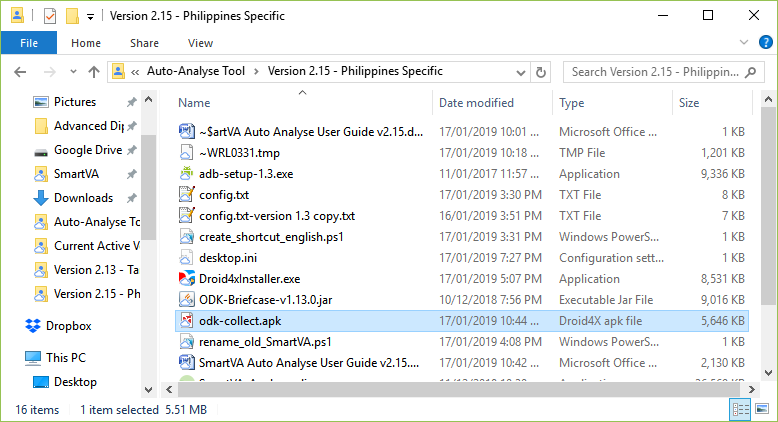 Version 2.15 - Philippines Specific
File Home Share View
Auto-Analyse Tool Version 2.15 - Philippines Specific Search Version 2.15 - Philippin...
Pictures
Advanced Dip
Google Drive
SmartVA
Downloads
Auto-Analyse To
Current Active V
Version 2.13 - Ta
Version 2.15 - Ph
Dropbox
This PC
Desktop
Name Date modified Type Size
~$artVA Auto Analyse User Guide v2.15.d... 17/01/2019 10:01 ... Microsoft Office ... 1 KB
~WRL0331.tmp 17/01/2019 10:18 ... TMP File 1,201 KB
adb-setup-1.3.exe 11/01/2017 11:57 ... Application 9,336 KB
config.txt 17/01/2019 3:30 PM TXT File 8 KB
config.txt-version 1.3 copy.txt 16/01/2019 3:51 PM TXT File 7 KB
create_shortcut_english.ps1 17/01/2019 3:31 PM Windows PowerS... 1 KB
desktop.ini 17/01/2019 7:27 PM Configuration sett... 1 KB
Droid4xInstaller.exe 17/01/2019 5:07 PM Application 8,531 KB
ODK-Briefcase-v1.13.0.jar 10/12/2018 7:56 PM Executable Jar File 9,016 KB
odk-collect.apk 17/01/2019 10:44 ... Droid4X apk file 5,646 KB
rename_old_SmartVA.ps1 17/01/2019 4:08 PM Windows PowerS... 1 KB
SmartVA Auto Analyse User Guide v2.15.... 17/01/2019 10:42 ... Microsoft Office ... 2,130 KB
16 items 1 item selected 5.51 MB